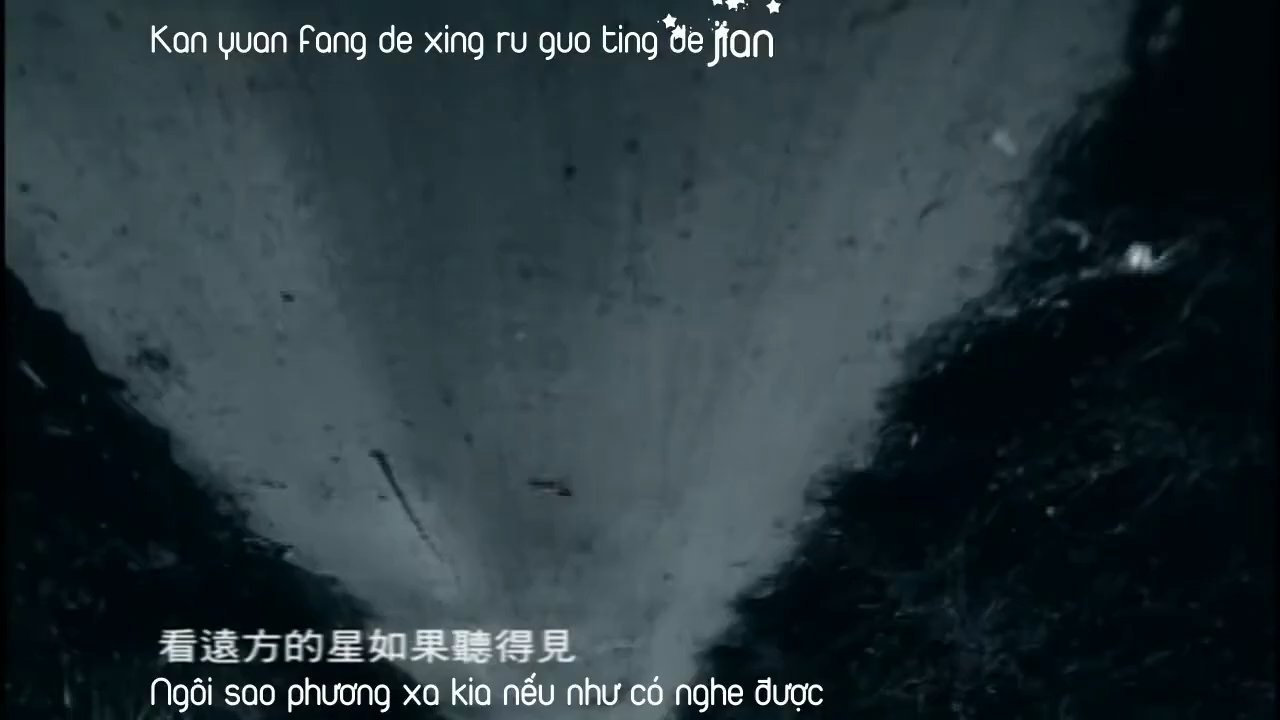 Kan yuan fang de xing ru guo ting de jian
看遠方的星如果聽得見
Ngôi sao phương xa kia nếu như có nghe được